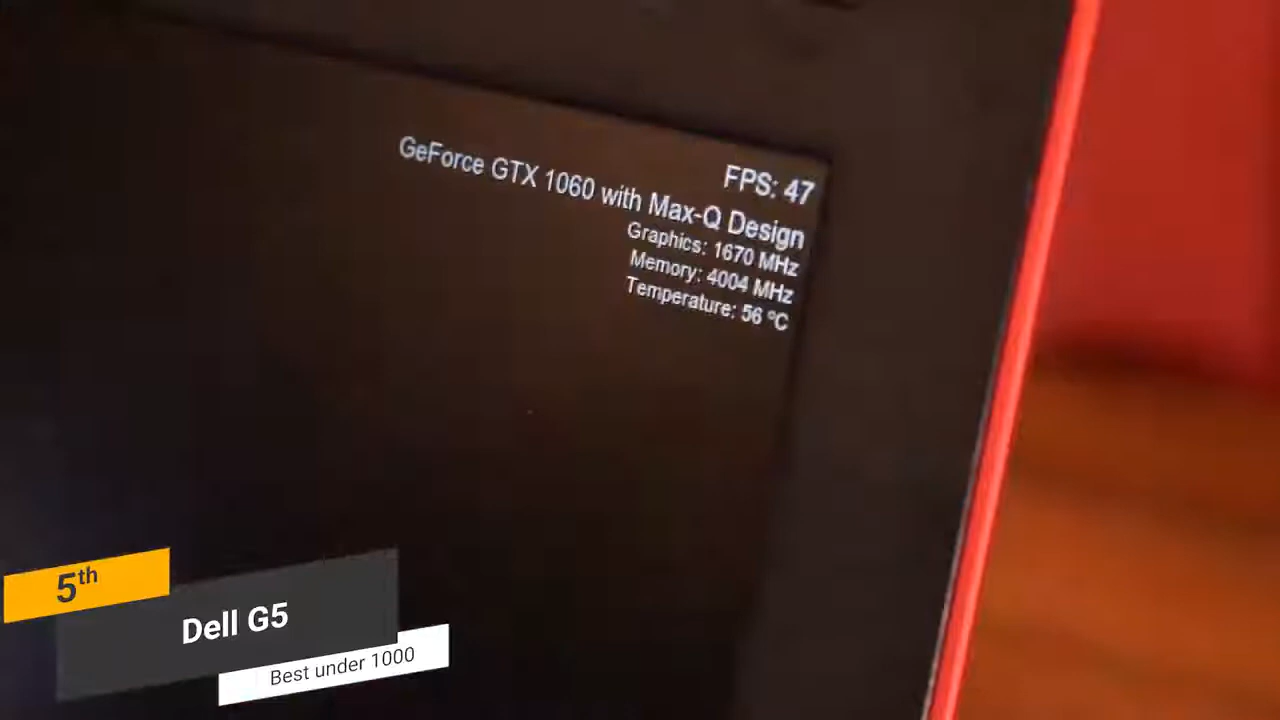 FPS: 47
GeForce GTX 1060 with Max-Q Design
Graphics: 1670 MHz
Memory: 4004 MHz
Temperature: 56 ºC
5th
Dell G5
Best under 1000